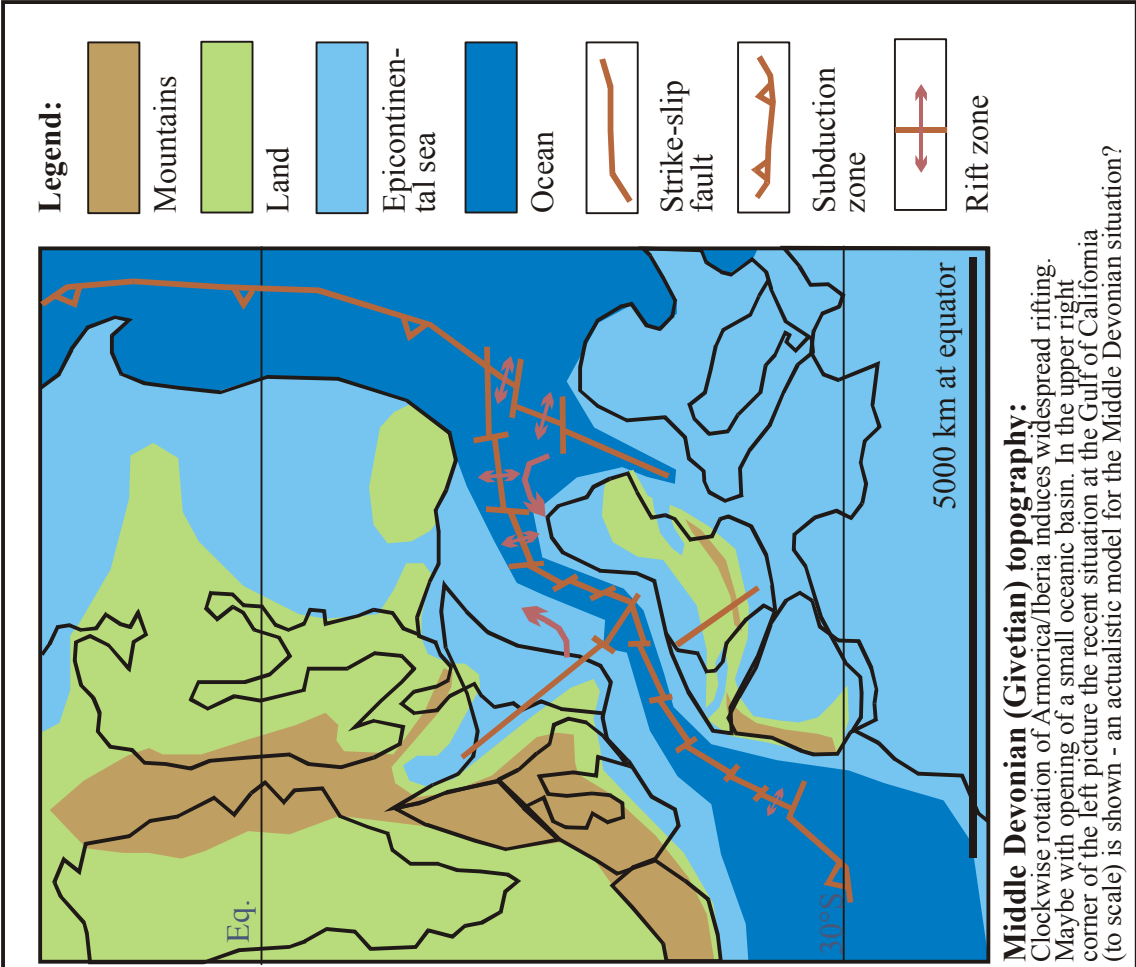 Legend:
Mountains
Land
Epicontinen-
tal sea
Ocean
Strike-slip
fault
Subduction
zone
Rift zone
Eq.
30°S
5000 km at equator
Middle Devonian (Givetian) topography:
Clockwise rotation of Armorica/Iberia induces widespread rifting.
Maybe with opening of a small oceanic basin. In the upper right
corner of the left picture the recent situation at the Gulf of California
(to scale) is shown - an actualistic model for the Middle Devonian situation?